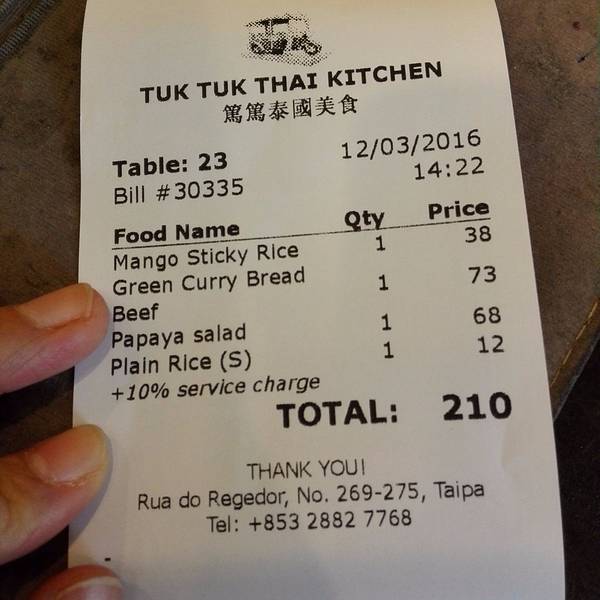 TUK TUK THAI KITCHEN
篤篤泰國美食
Table: 23 12/03/2016
Bill #30335 14:22
Food Name Qty Price
Mango Sticky Rice 1 38
Green Curry Bread 1 73
Beef
Papaya salad 1 68
Plain Rice (S) 1 12
+10% service charge
TOTAL: 210
THANK YOU!
Rua do Regedor, No. 269-275, Taipa
Tel: +853 2882 7768